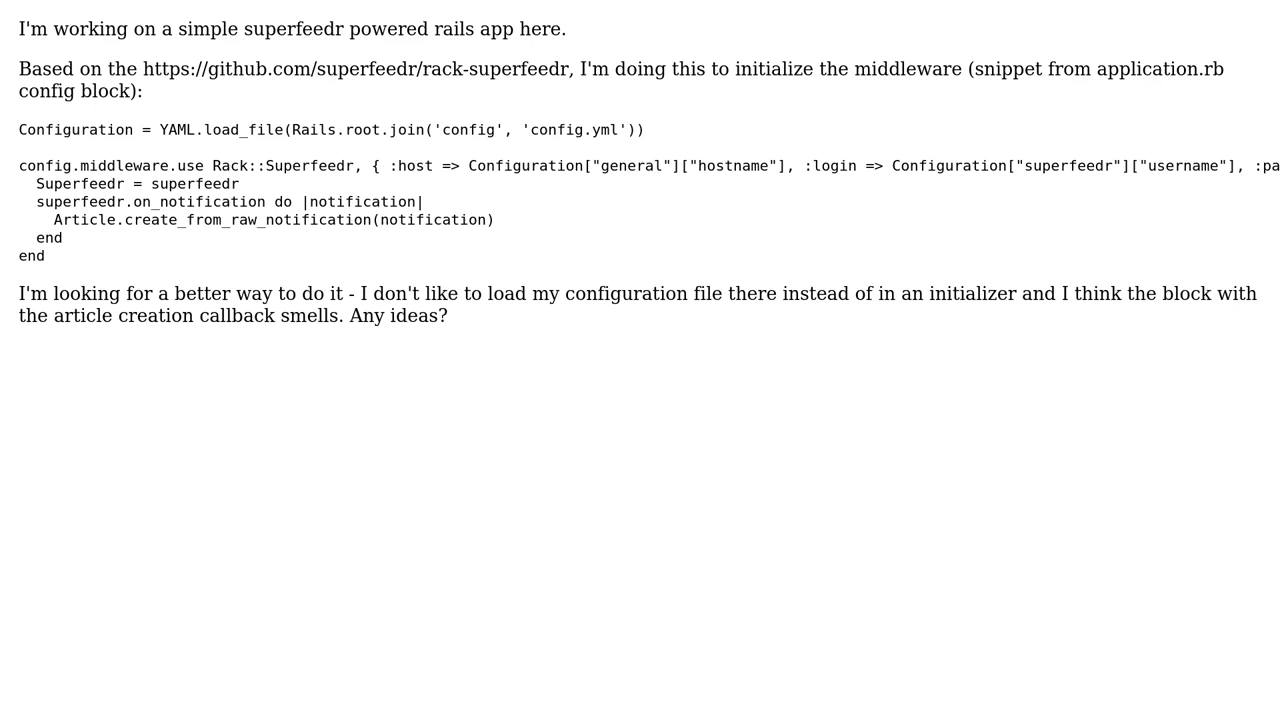 I'm working on a simple superfeedr powered rails app here.
Based on the https://github.com/superfeedr/rack-superfeedr, I'm doing this to initialize the middleware (snippet from application.rb
config block):
Configuration = YAML.load_file(Rails.root.join('config', 'config.yml'))
config.middleware.use Rack::Superfeedr, { :host => Configuration["general"]["hostname"], :login => Configuration["superfeedr"]["username"], :pa
  Superfeedr = superfeedr
  superfeedr.on_notification do |notification|
    Article.create_from_raw_notification(notification)
  end
end
I'm looking for a better way to do it - I don't like to load my configuration file there instead of in an initializer and I think the block with
the article creation callback smells. Any ideas?